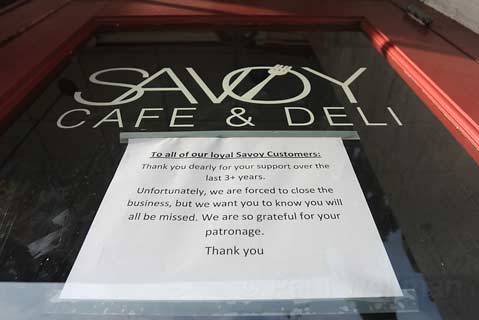 SAVOY
CAFE & DELI
To all of our loyal Savoy Customers:
Thank you dearly for your support over the
last 3+ years.
Unfortunately, we are forced to close the
business, but we want you to know you will
all be missed. We are so grateful for your
patronage.
Thank you